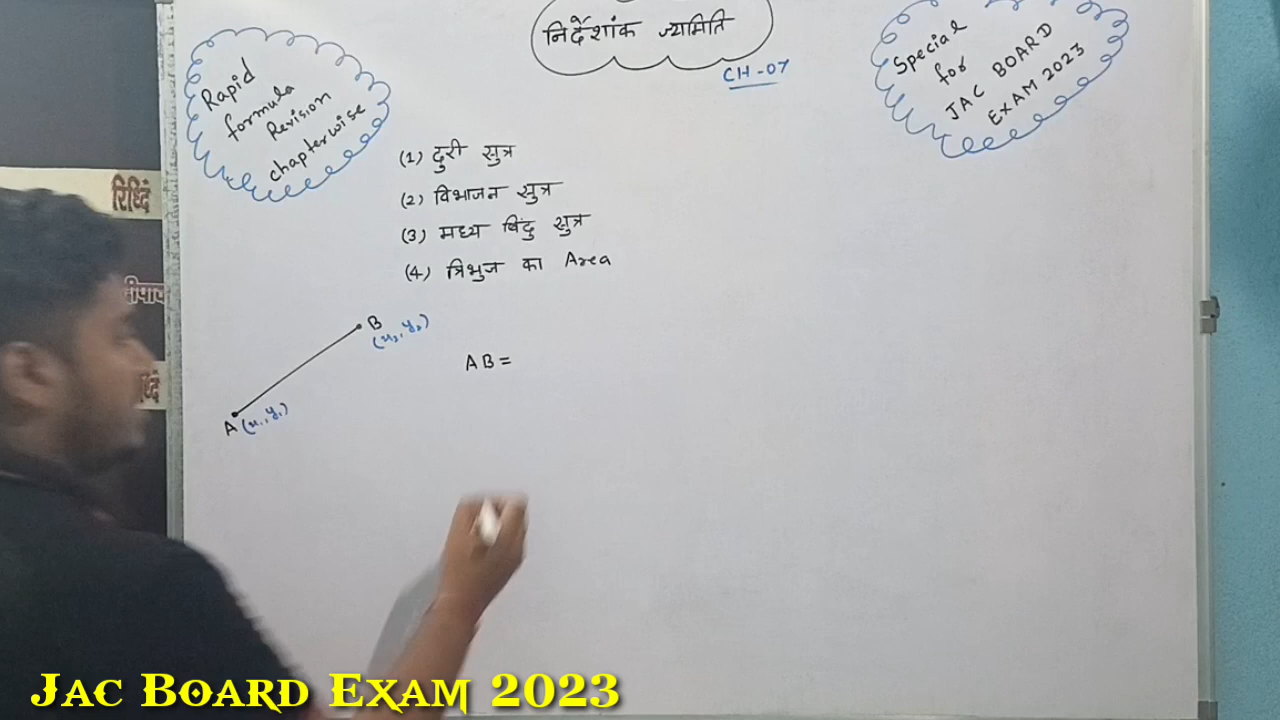 निर्देशांक ज्यामिति
CH-07
Rapid
formula
Revision
chapterwise
Special
for
JAC BOARD
EXAM 2023
(1) दुरी सुत्र
(2) विभाजन सुत्र
(3) मध्य बिंदु सुत्र
(4) त्रिभुज का Area
रिध्दिं
B
(x₂, y₂)
AB =
A (x₁, y₁)
JAC BOARD EXAM 2023